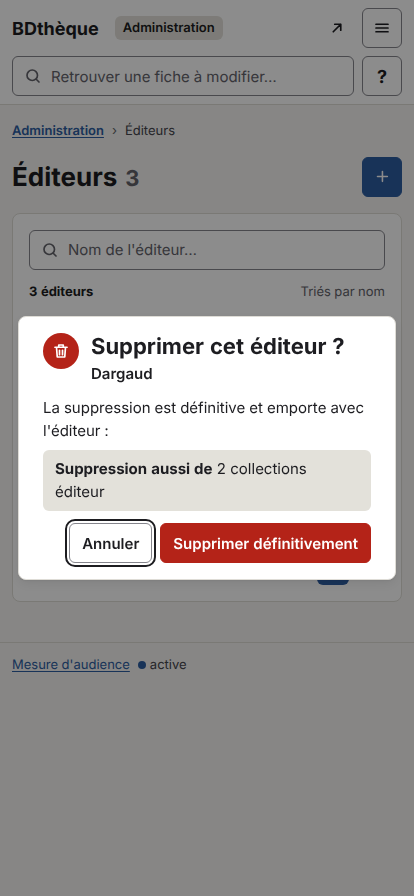 BDthèque Administration
Retrouver une fiche à modifier... ?
Administration › Éditeurs
Éditeurs 3
Nom de l'éditeur...
3 éditeurs Triés par nom
Supprimer cet éditeur ?
Dargaud
La suppression est définitive et emporte avec
l'éditeur :
Suppression aussi de 2 collections
éditeur
Annuler Supprimer définitivement
Mesure d'audience active